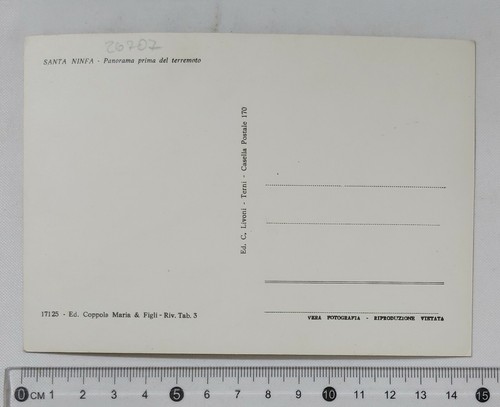 26702
SANTA NINFA - Panorama prima del terremoto
Ed. C. Livoni - Terni - Casella Postale 170
17125 - Ed. Coppola Maria & Figli - Riv. Tab. 3
VERA FOTOGRAFIA - RIPRODUZIONE VIETATA
0 CM 1 2 3 4 5 6 7 8 9 10 11 12 13 14 15